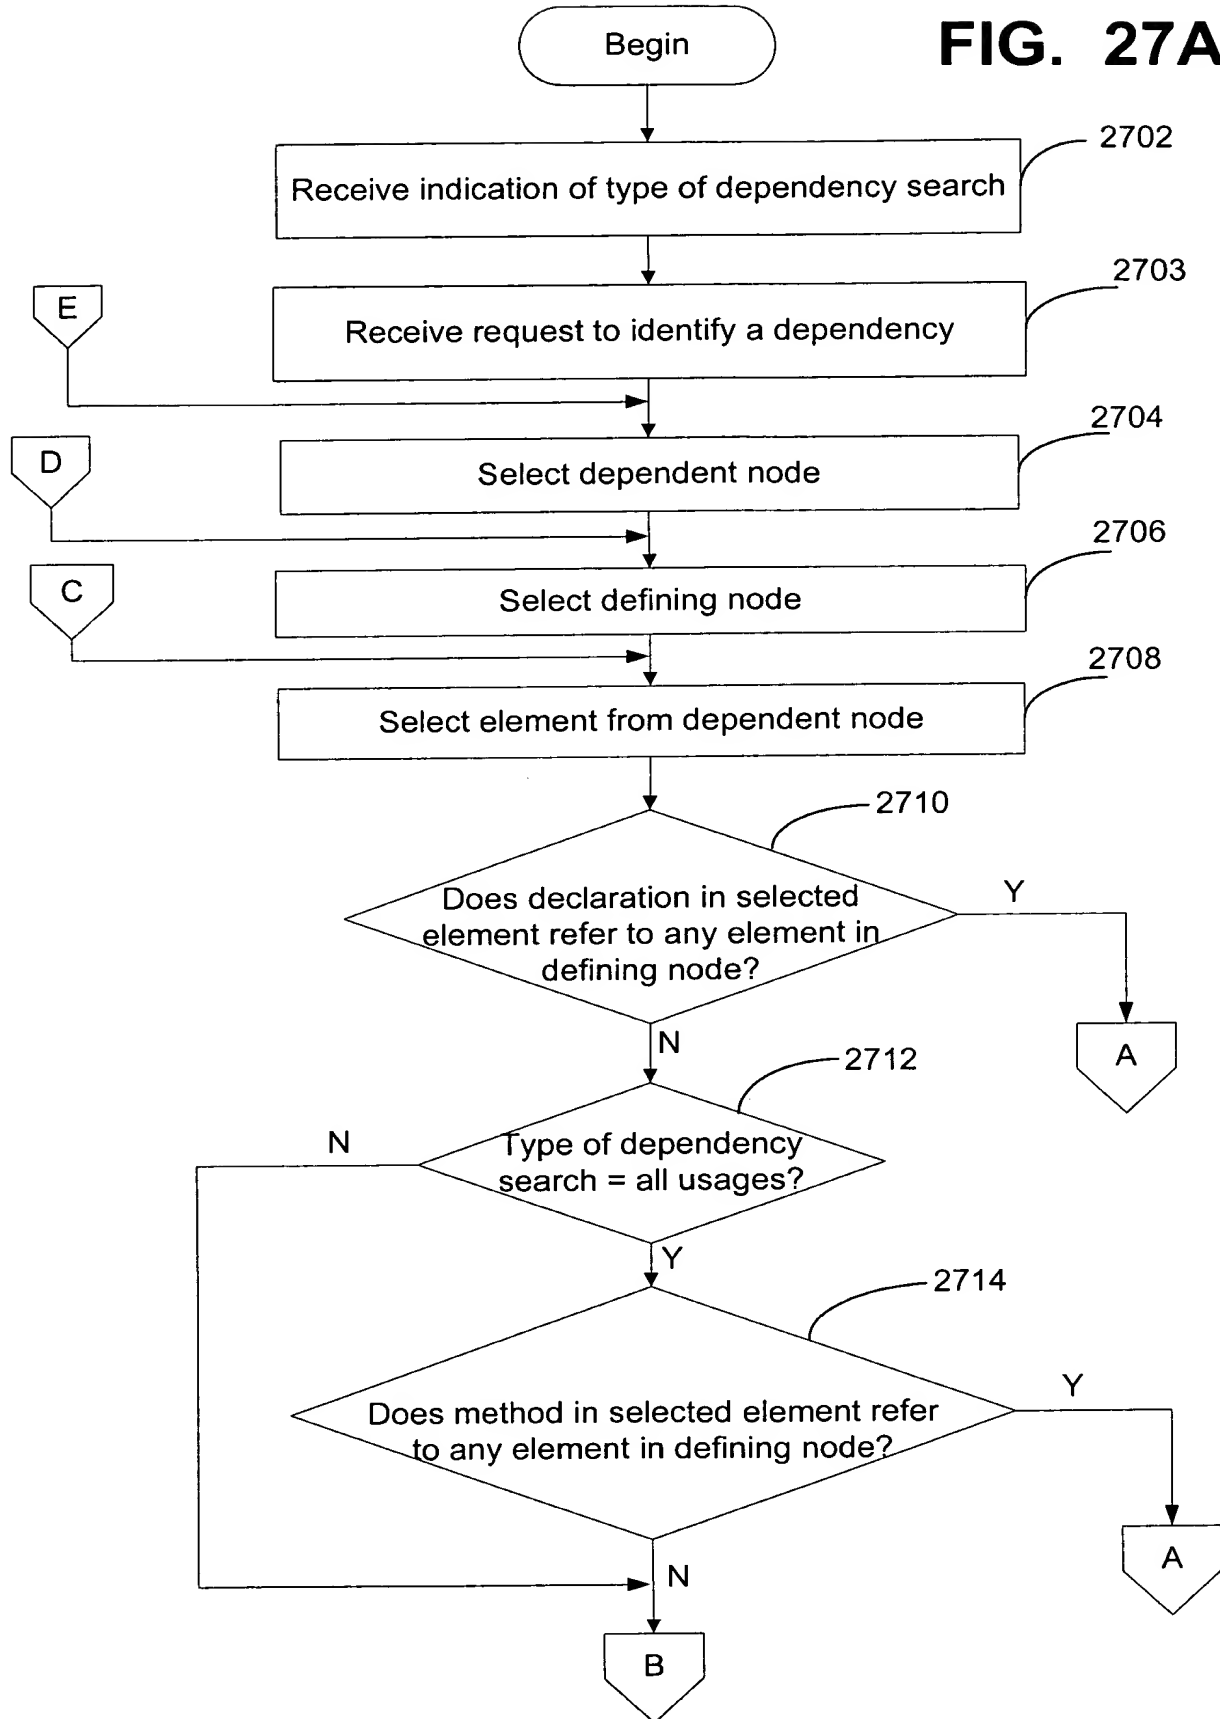 Begin
FIG. 27A
2702
Receive indication of type of dependency search
2703
E
Receive request to identify a dependency
2704
D
Select dependent node
2706
C
Select defining node
2708
Select element from dependent node
2710
Does declaration in selected
element refer to any element in
defining node?
Y
A
N
2712
N
Type of dependency
search = all usages?
Y
2714
Does method in selected element refer
to any element in defining node?
Y
A
N
B